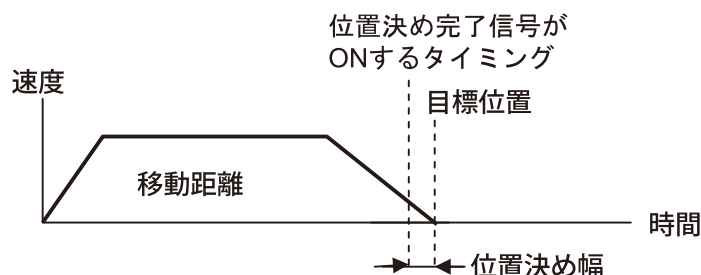 位置決め完了信号が
ONするタイミング
速度
目標位置
移動距離
時間
位置決め幅